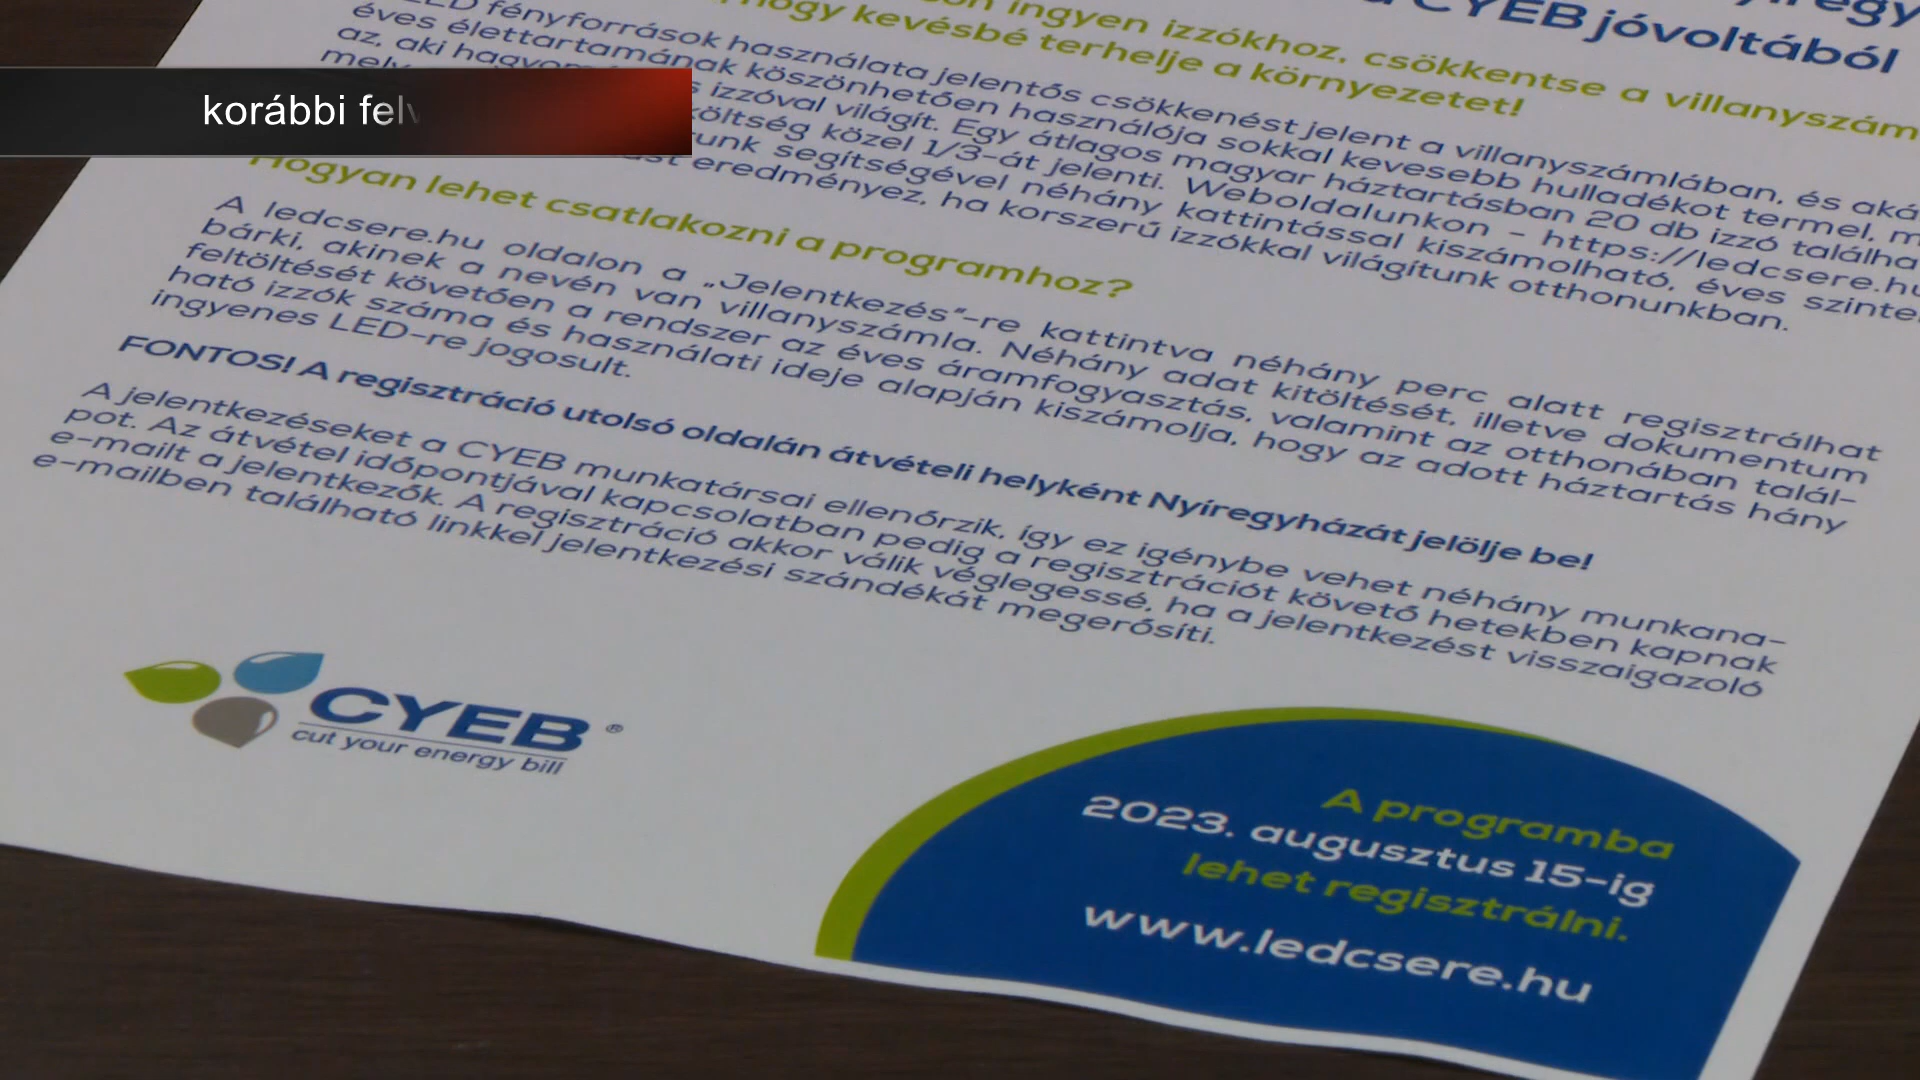 korábbi felv
CYEB jóvoltából
ingyen izzókhoz, csökkentse a villanyszám
hogy kevésbé terhelje a környezetet!
LED fényforrások használata jelentős csökkenést jelent a villanyszámlában, és aká
éves élettartamának köszönhetően használója sokkal kevesebb hulladékot termel, m
az, aki izzóval világít. Egy átlagos magyar háztartásban 20 db izzó találha
költség közel 1/3-át jelenti. Weboldalunkon - https://ledcsere.hu
segítségével néhány kattintással kiszámolható, éves szinte
eredményez, ha korszerű izzókkal világítunk otthonunkban.
Hogyan lehet csatlakozni a programhoz?
A ledcsere.hu oldalon a „Jelentkezés"-re kattintva néhány perc alatt regisztrálhat
bárki, akinek a nevén van villanyszámla. Néhány adat kitöltését, illetve dokumentum
feltöltését követően a rendszer az éves áramfogyasztás, valamint az otthonában talál-
ható izzók száma és használati ideje alapján kiszámolja, hogy az adott háztartás hány
ingyenes LED-re jogosult.
FONTOS! A regisztráció utolsó oldalán átvételi helyként Nyíregyházát jelölje be!
A jelentkezéseket a CYEB munkatársai ellenőrzik, így ez igénybe vehet néhány munkana-
pot. Az átvétel időpontjával kapcsolatban pedig a regisztrációt követő hetekben kapnak
e-mailt a jelentkezők. A regisztráció akkor válik véglegessé, ha a jelentkezést visszaigazoló
e-mailben található linkkel jelentkezési szándékát megerősíti.
CYEB ®
cut your energy bill
A programba
2023. augusztus 15-ig
lehet regisztrálni.
www.ledcsere.hu